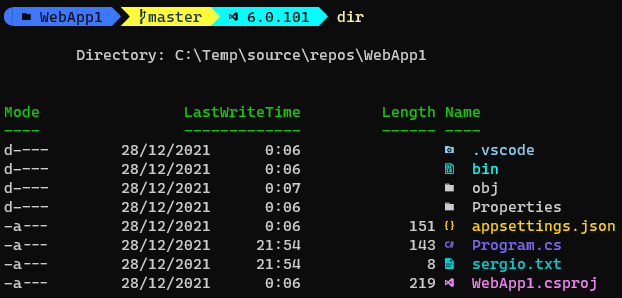 WebApp1 master 6.0.101 dir
Directory: C:\Temp\source\repos\WebApp1
Mode LastWriteTime Length Name
---- ------------- ------ ----
d---- 28/12/2021 0:06 .vscode
d---- 28/12/2021 0:06 bin
d---- 28/12/2021 0:07 obj
d---- 28/12/2021 0:06 Properties
-a--- 28/12/2021 0:06 151 appsettings.json
-a--- 28/12/2021 21:54 143 Program.cs
-a--- 28/12/2021 21:54 8 sergio.txt
-a--- 28/12/2021 0:06 219 WebApp1.csproj